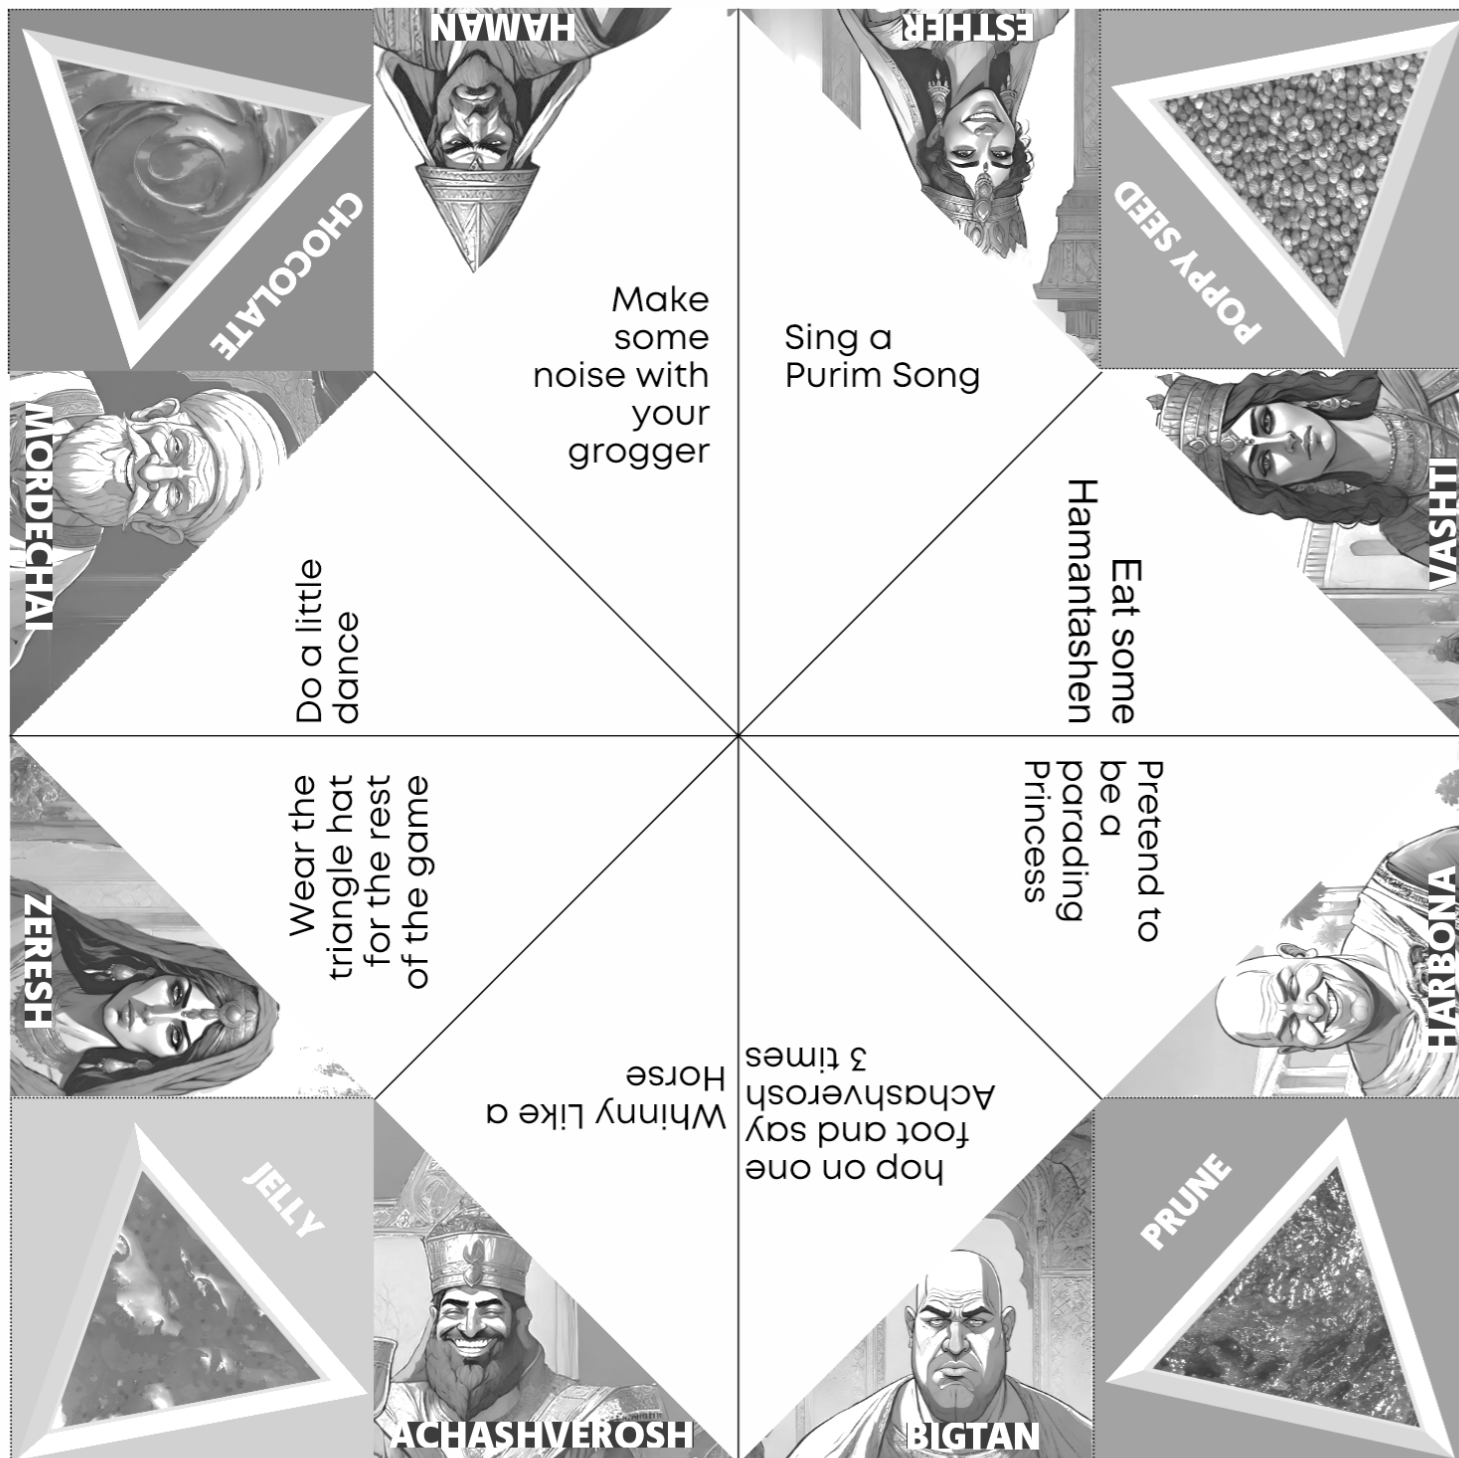 HAMAN
ESTHER
CHOCOLATE
POPPY SEED
Make
some
noise with
your
grogger
Sing a
Purim Song
MORDECHAI
VASHTI
Do a little
dance
Eat some
Hamantashen
Wear the
triangle hat
for the rest
of the game
Pretend to
be a
parading
Princess
ZERESH
HARBONA
Whinny Like a
Horse
hop on one
foot and say
Achashverosh
3 times
JELLY
PRUNE
ACHASHVEROSH
BIGTAN